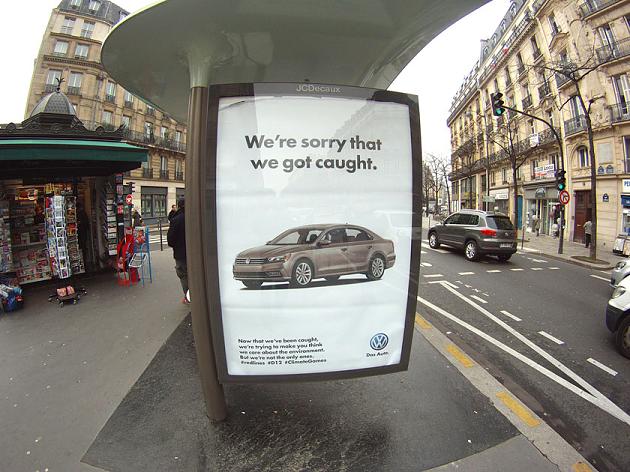 JCDecaux
We're sorry that
we got caught.
Now that we've been caught,
we're trying to make you think
we care about the environment.
But we're not the only ones.
#redlines #D12 #ClimateGames
Das Auto.